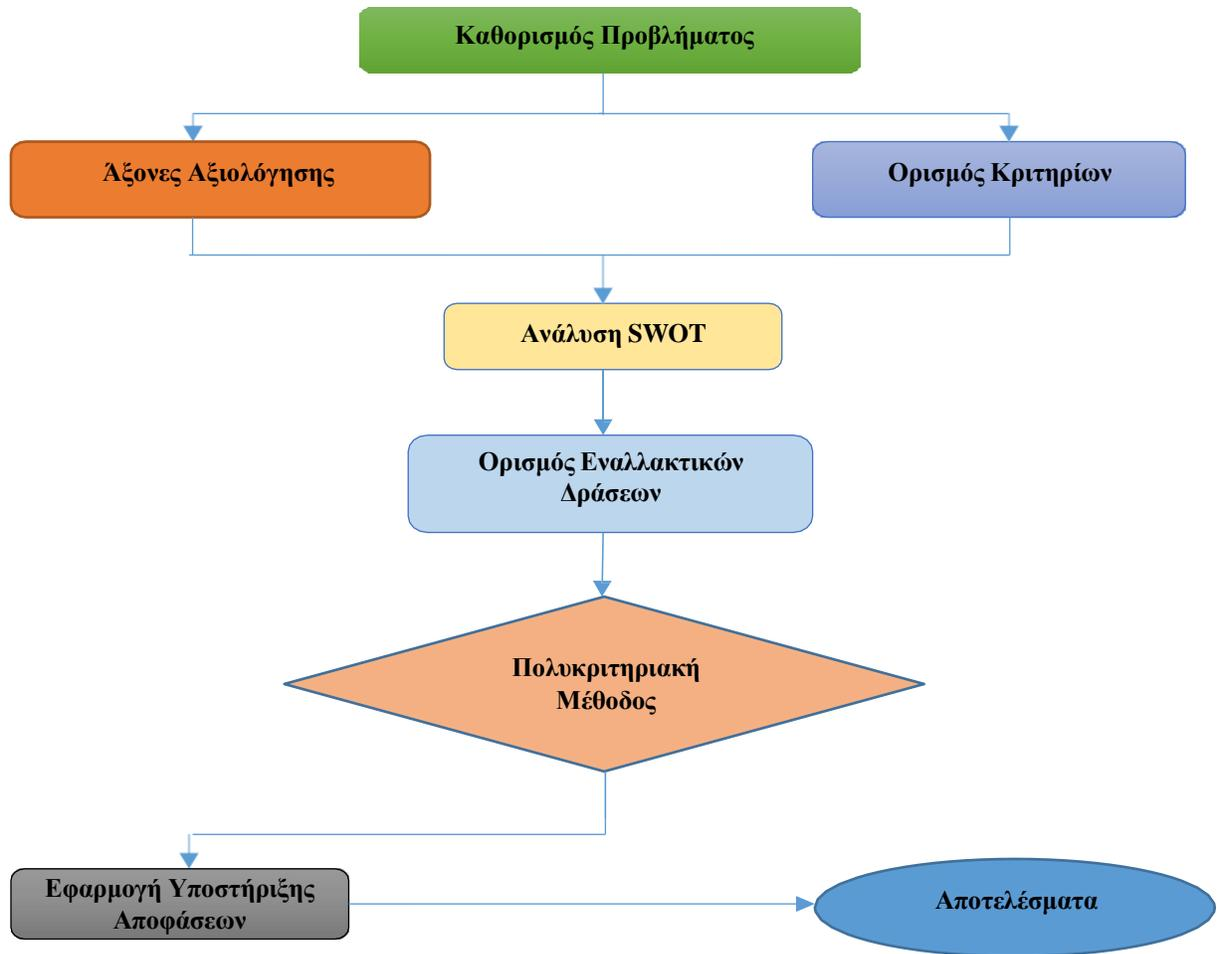 Καθορισμός Προβλήματος
Άξονες Αξιολόγησης
Ορισμός Κριτηρίων
Ανάλυση SWOT
Ορισμός Εναλλακτικών
Δράσεων
Πολυκριτηριακή
Μέθοδος
Εφαρμογή Υποστήριξης
Αποφάσεων
Αποτελέσματα